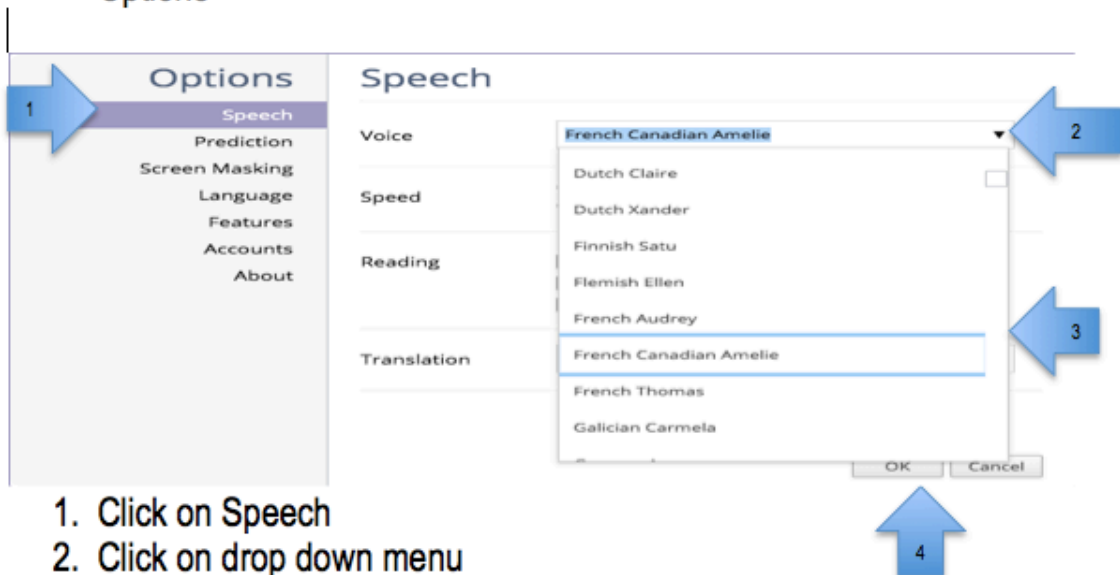 Options
Options Speech
1
Speech
Voice French Canadian Amelie 2
Prediction
Screen Masking
Dutch Claire
Language
Speed
Dutch Xander
Features
Accounts
Finnish Satu
Reading
About
Flemish Ellen
French Audrey
3
Translation
French Canadian Amelie
French Thomas
Galician Carmela
OK Cancel
1. Click on Speech
4
2. Click on drop down menu